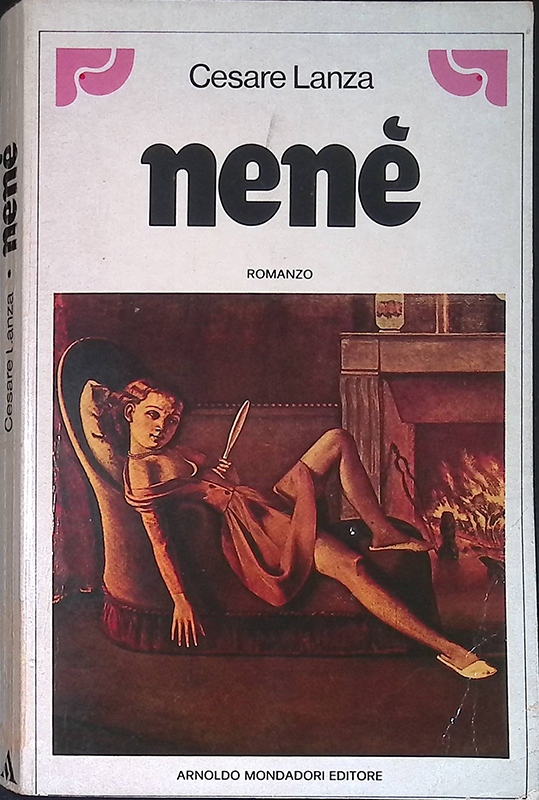 Cesare Lanza
nenè
ROMANZO
ARNOLDO MONDADORI EDITORE
Cesare Lanza • nenè